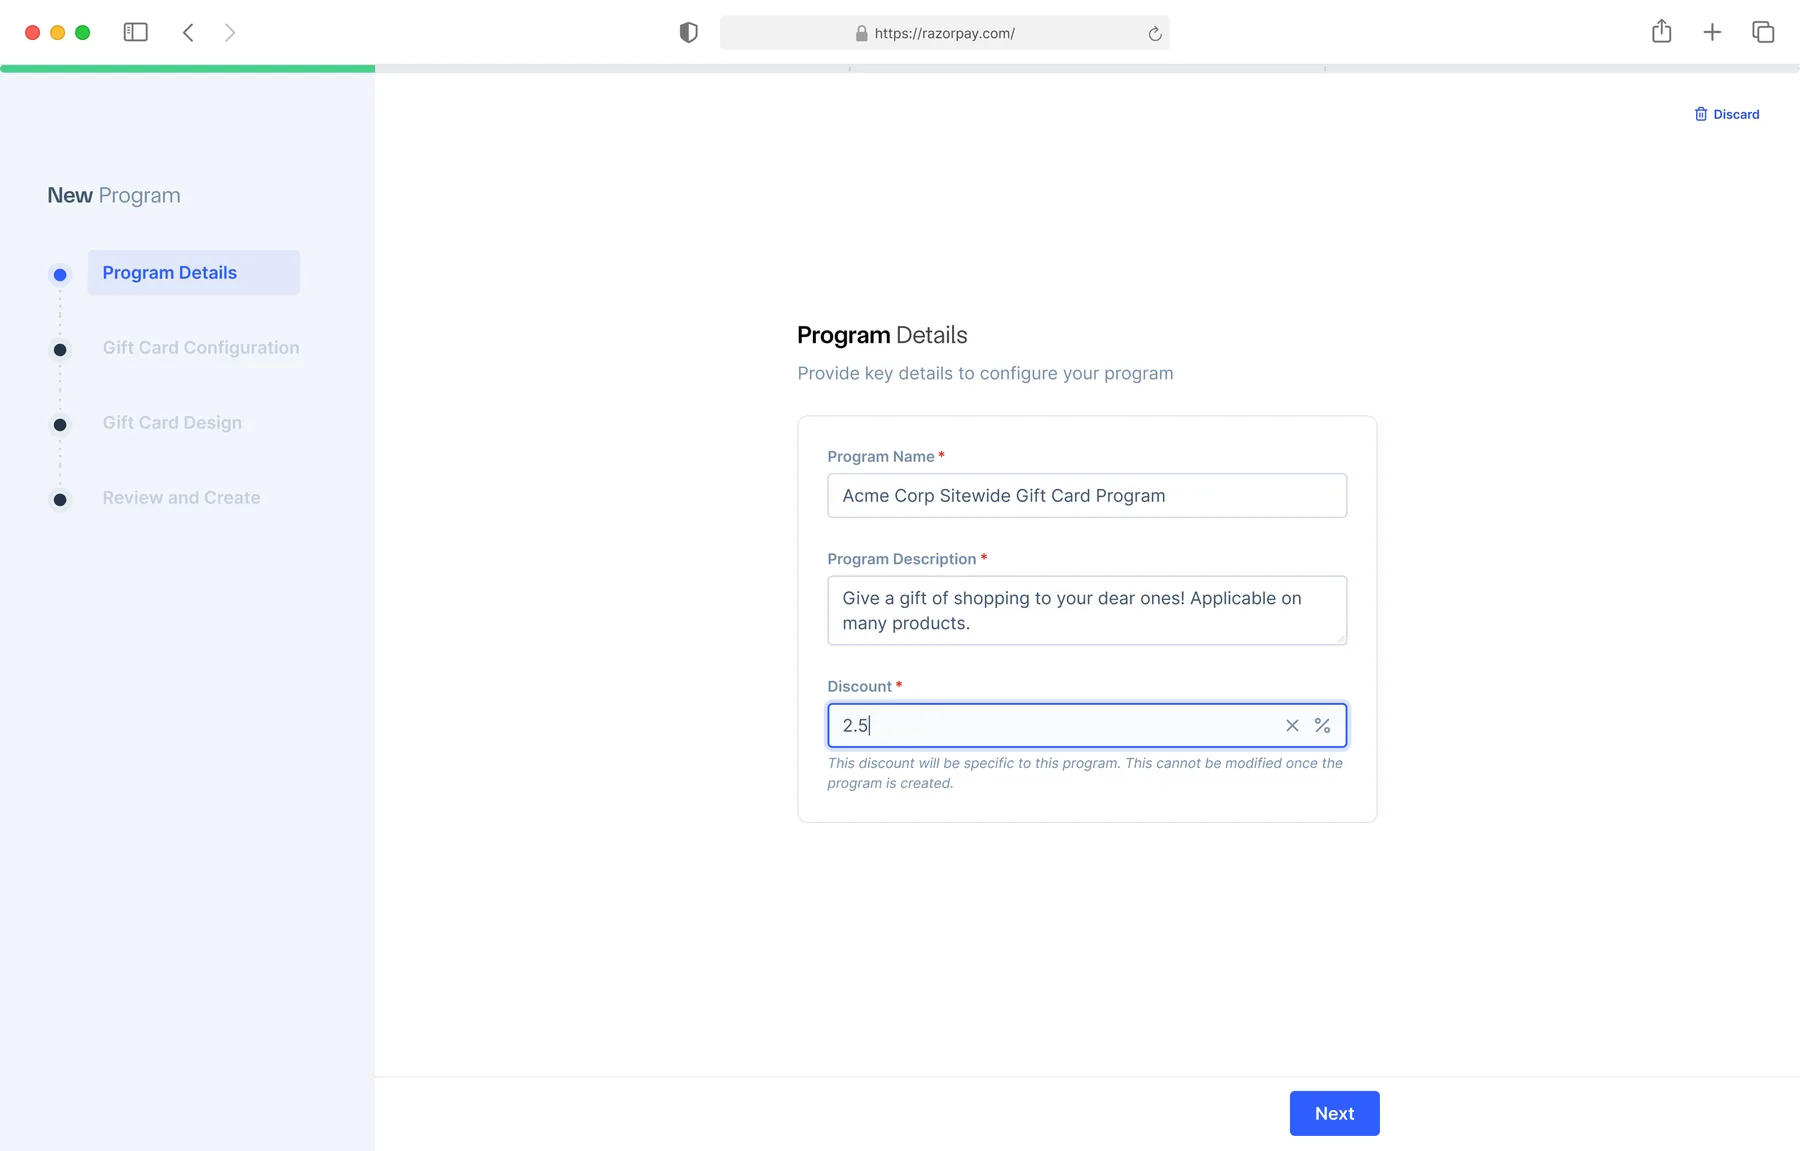 https://razorpay.com/
Discard
New Program
Program Details
Gift Card Configuration
Gift Card Design
Review and Create
Program Details
Provide key details to configure your program
Program Name *
Acme Corp Sitewide Gift Card Program
Program Description *
Give a gift of shopping to your dear ones! Applicable on
many products.
Discount *
2.5
%
This discount will be specific to this program. This cannot be modified once the
program is created.
Next